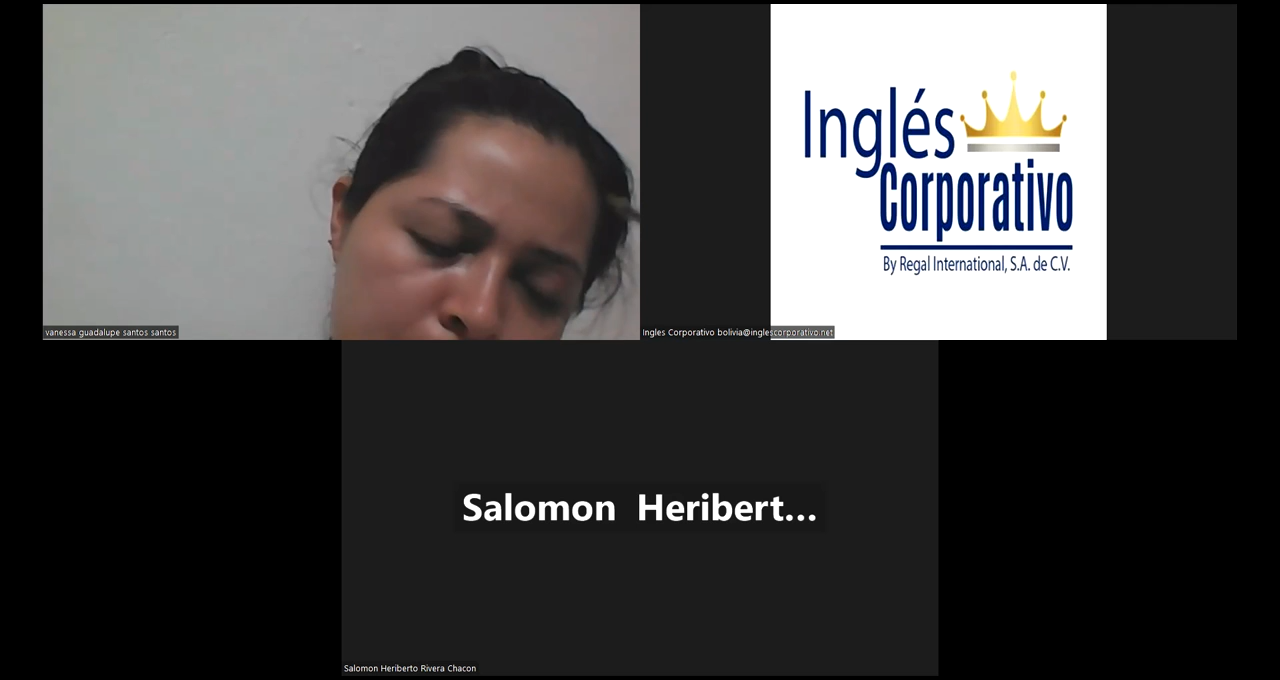 vanessa guadalupe santos santos
Inglés
Corporativo
By Regal International, S.A. de C.V.
Ingles Corporativo bolivia@inglescorporativo.net
Salomon Heribert...
Salomon Heriberto Rivera Chacon